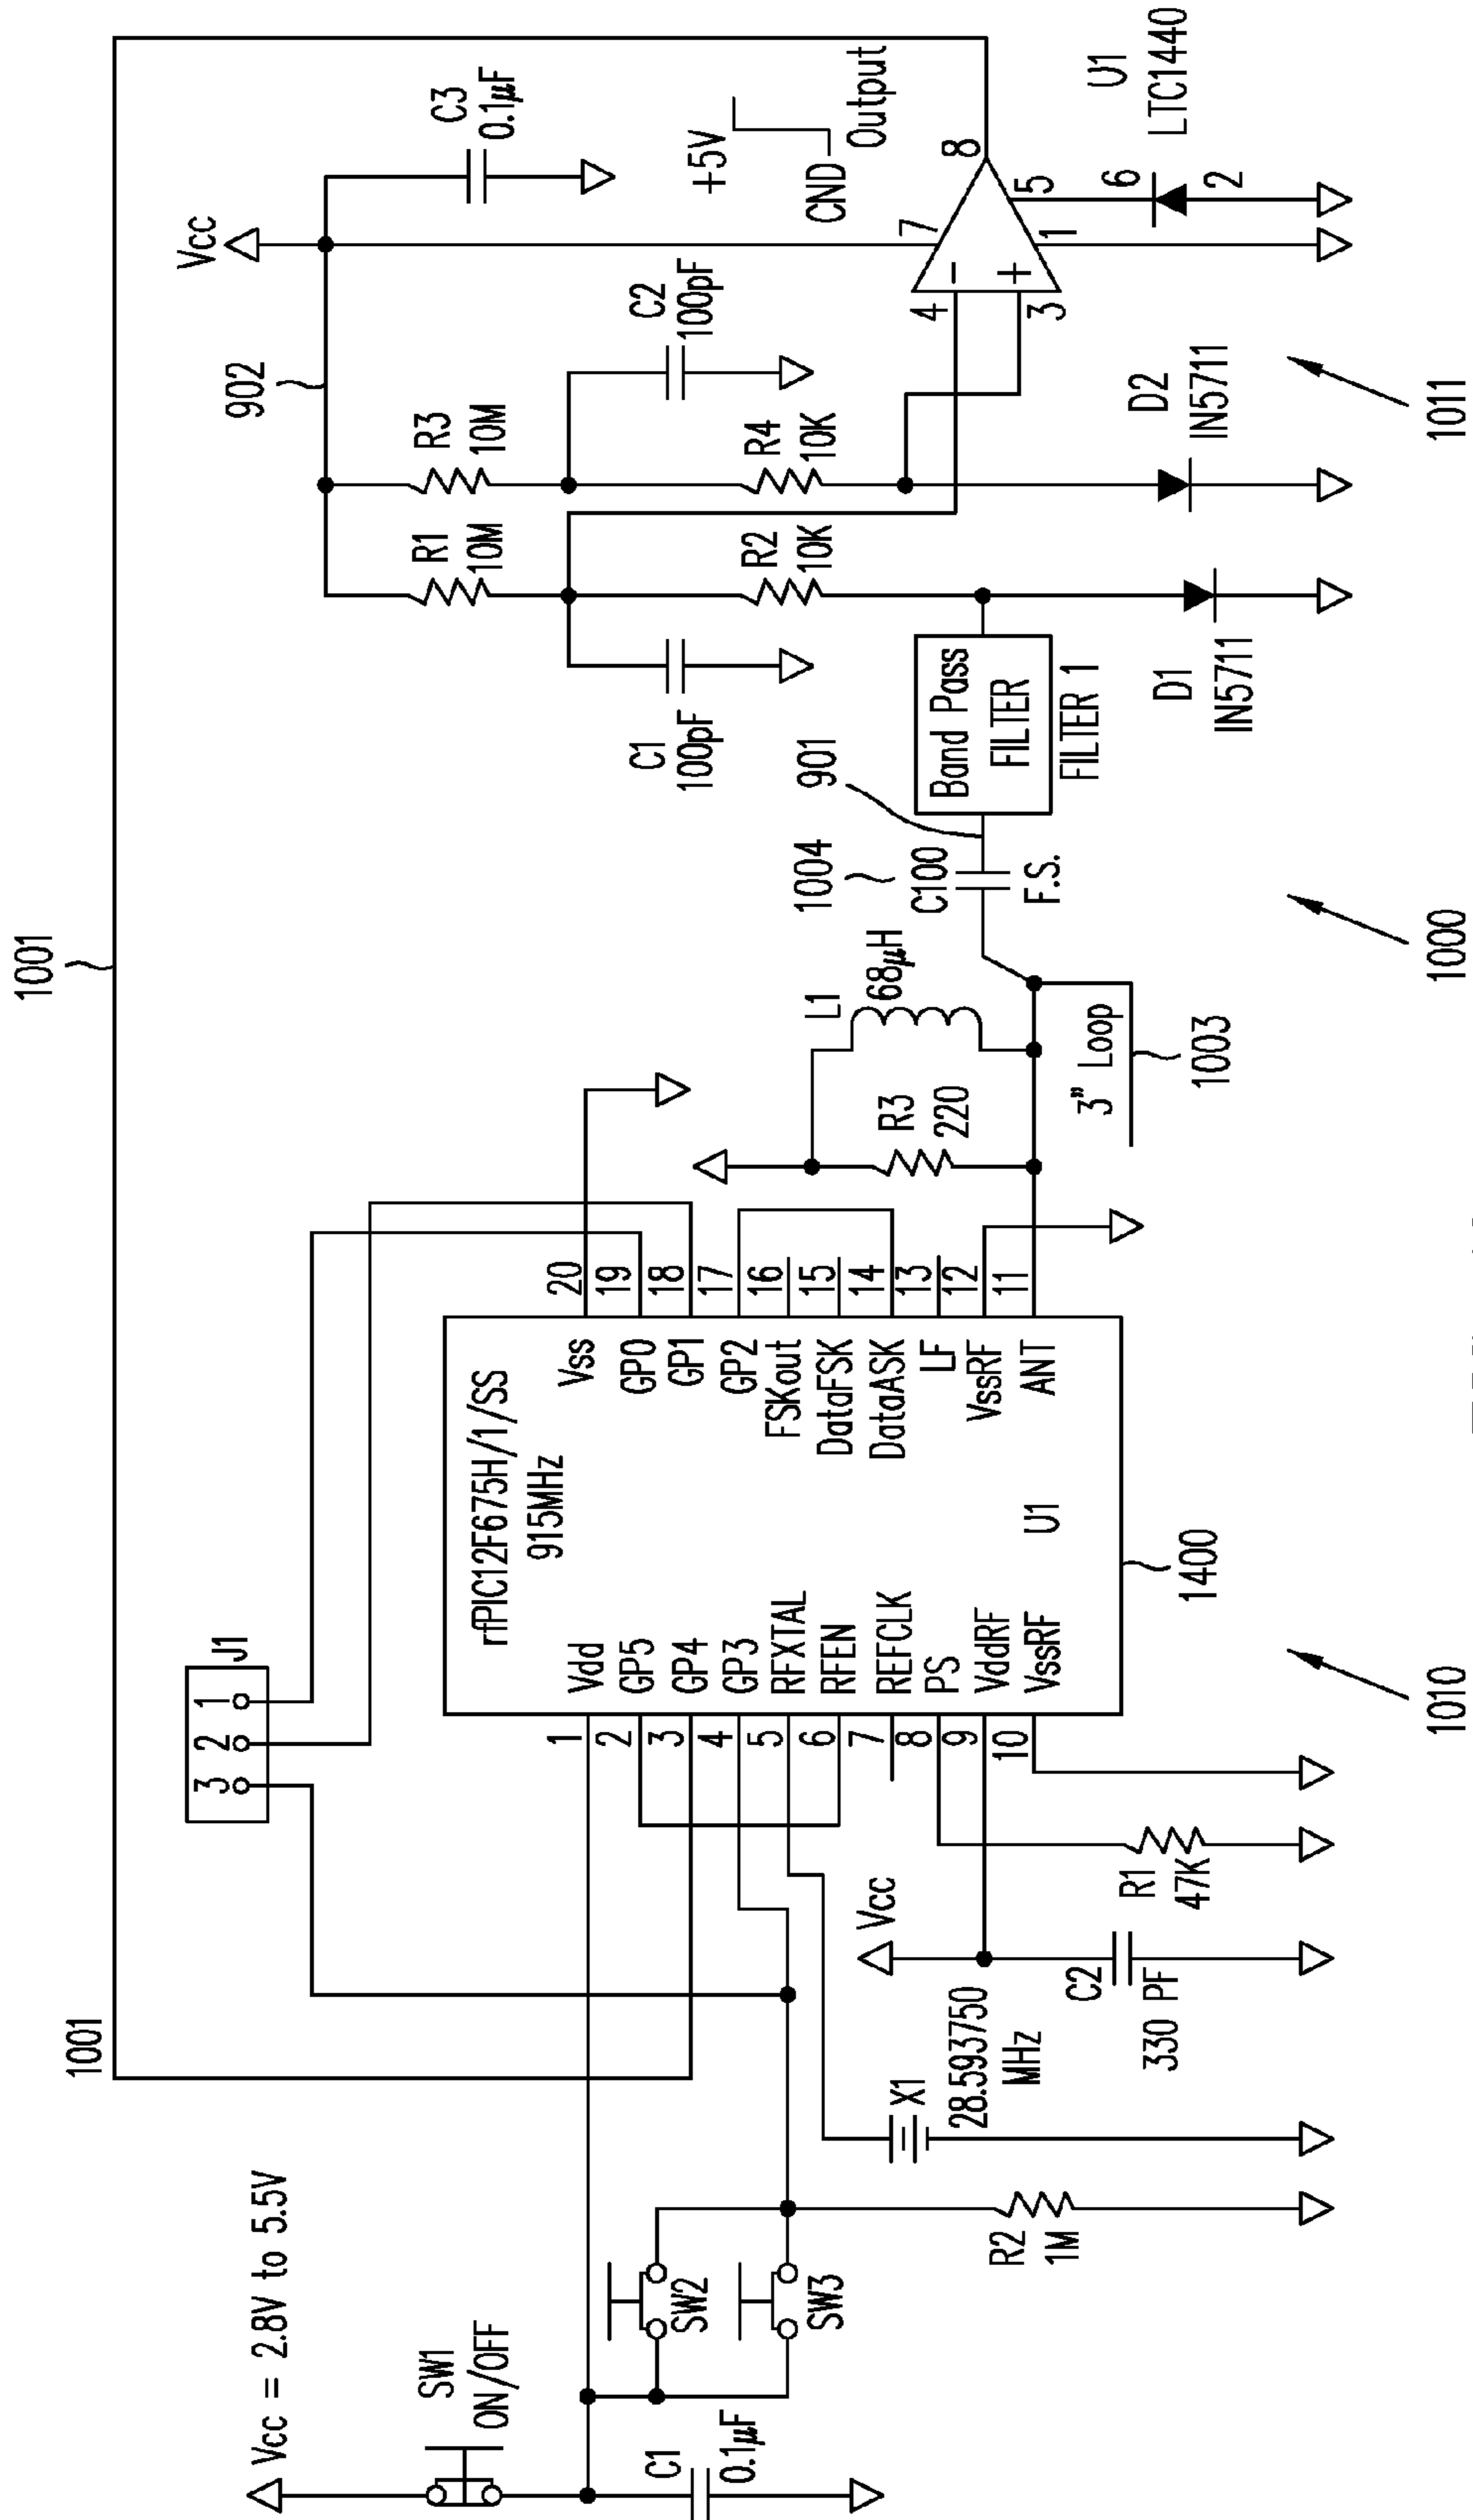 Vcc = 2.8V to 5.5V
SW1
ON/OFF
C1
0.1µF
SW2
SW3
R2
1M
X1
28.593750
MHz
1001
Vcc
C2
330 PF
R1
47K
J1
3 2 1
rfPIC12F675H/1/SS
915MHz
U1
1 Vdd
2 GP5
3 GP4
4 GP3
5 RFXTAL
6 RFEN
7 REFCLK
8 PS
9 VddRF
10 VssRF
Vss 20
GP0 19
GP1 18
GP2 17
FSKout 16
DataFSK 15
DataASK 14
LF 13
VssRF 12
ANT 11
1400
1010
1001
R3
220
L1
68µH
3" Loop
1003
1004
C100
F.S.
901
Band Pass
FILTER
FILTER 1
1000
C1
100pF
R1
10M
R2
10K
D1
IN5711
R3
10M
R4
10K
D2
IN5711
902
Vcc
C2
100pF
C3
0.1µF
+5V
CND
Output
4 -
3 +
7
8
5
1
6
2
U1
LTC1440
1011